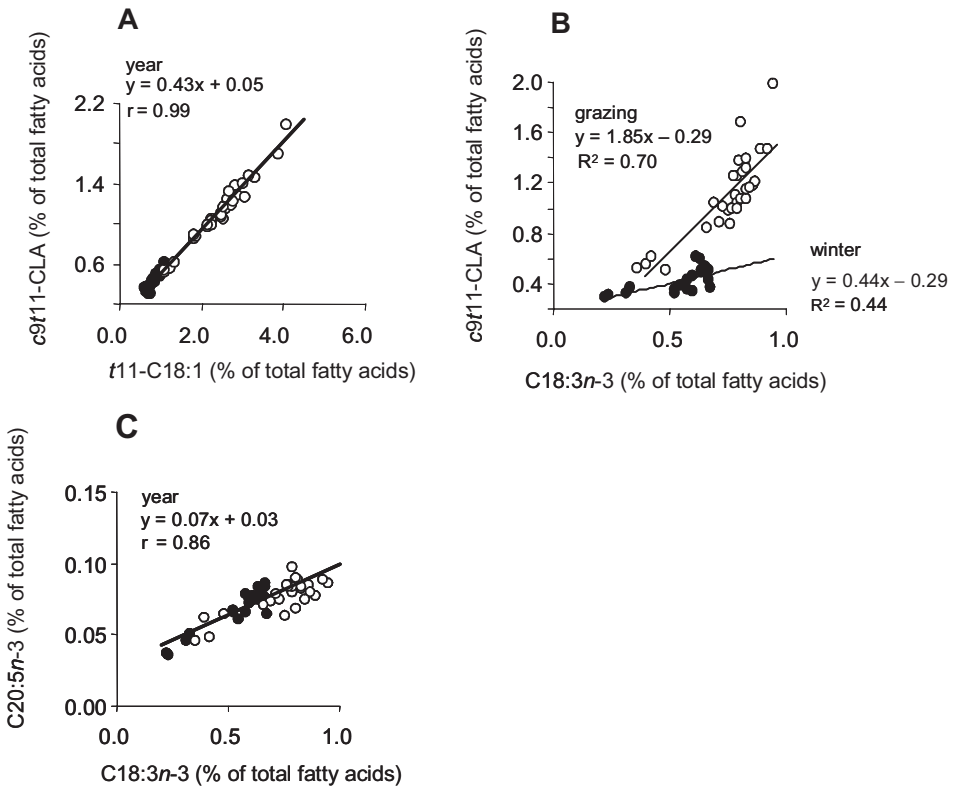 A
year
y = 0.43x + 0.05
r = 0.99
c9t11-CLA (% of total fatty acids)
2.2
1.4
0.6
0.0 2.0 4.0 6.0
t11-C18:1 (% of total fatty acids)
B
c9t11-CLA (% of total fatty acids)
2.0
1.6
1.2
0.8
0.4
grazing
y = 1.85x – 0.29
R² = 0.70
winter
y = 0.44x – 0.29
R² = 0.44
0.0 0.5 1.0
C18:3n-3 (% of total fatty acids)
C
C20:5n-3 (% of total fatty acids)
0.15
0.10
0.05
0.00
year
y = 0.07x + 0.03
r = 0.86
0.0 0.5 1.0
C18:3n-3 (% of total fatty acids)